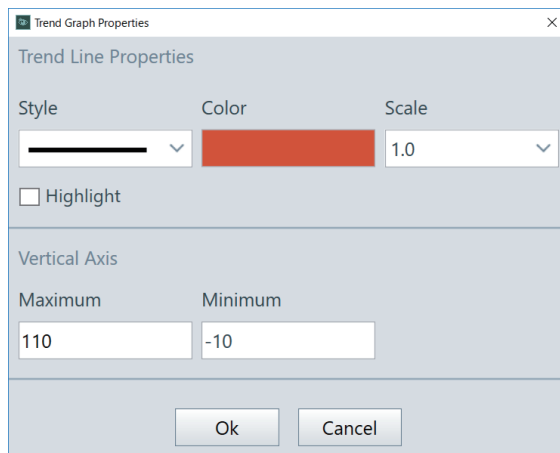 Trend Graph Properties
Trend Line Properties
Style Color Scale
1.0
Highlight
Vertical Axis
Maximum Minimum
110 -10
Ok Cancel